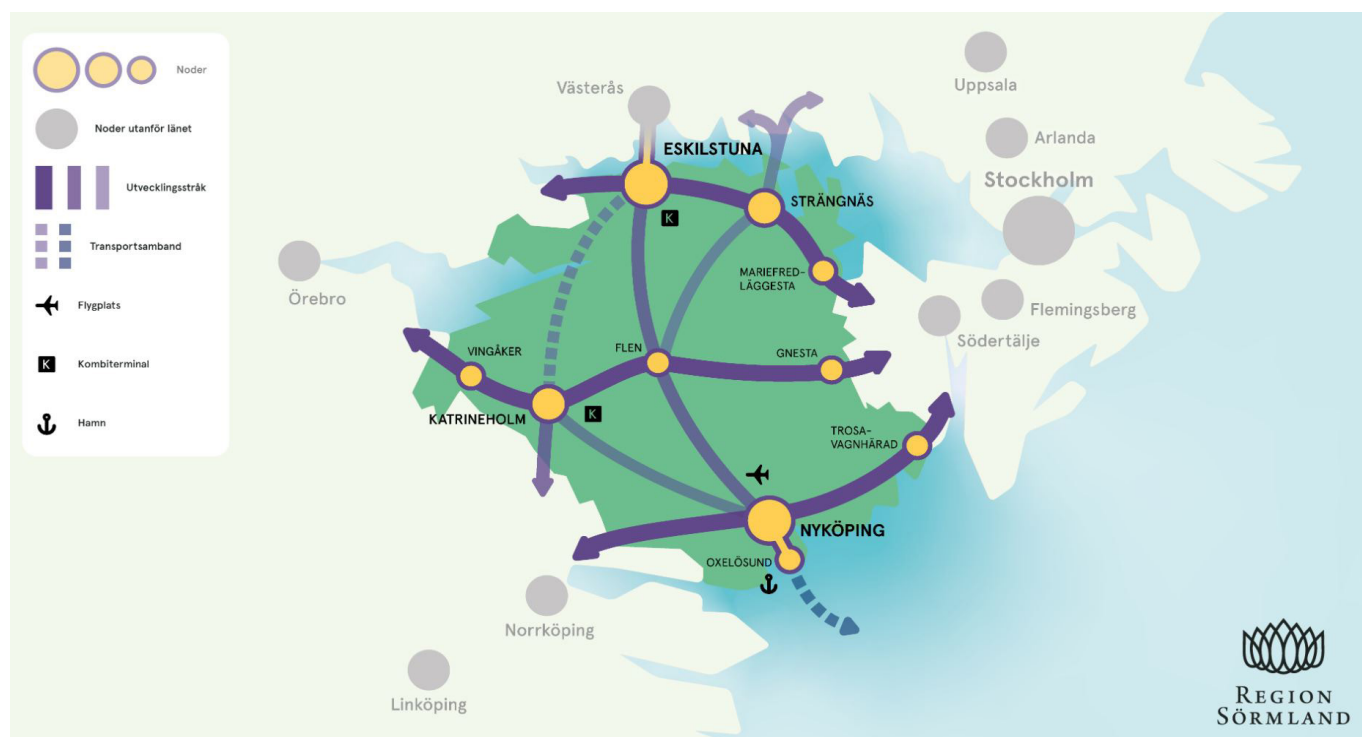 Noder
Noder utanför länet
Utvecklingsstråk
Transportsamband
Flygplats
K
Kombiterminal
Hamn
Uppsala
Västerås
Arlanda
ESKILSTUNA
Stockholm
STRÄNGNÄS
K
MARIEFRED-
LÄGGESTA
Örebro
Flemingsberg
Södertälje
VINGÅKER
FLEN
GNESTA
KATRINEHOLM
K
TROSA-
VAGNHÄRAD
NYKÖPING
OXELÖSUND
Norrköping
Linköping
REGION
SÖRMLAND